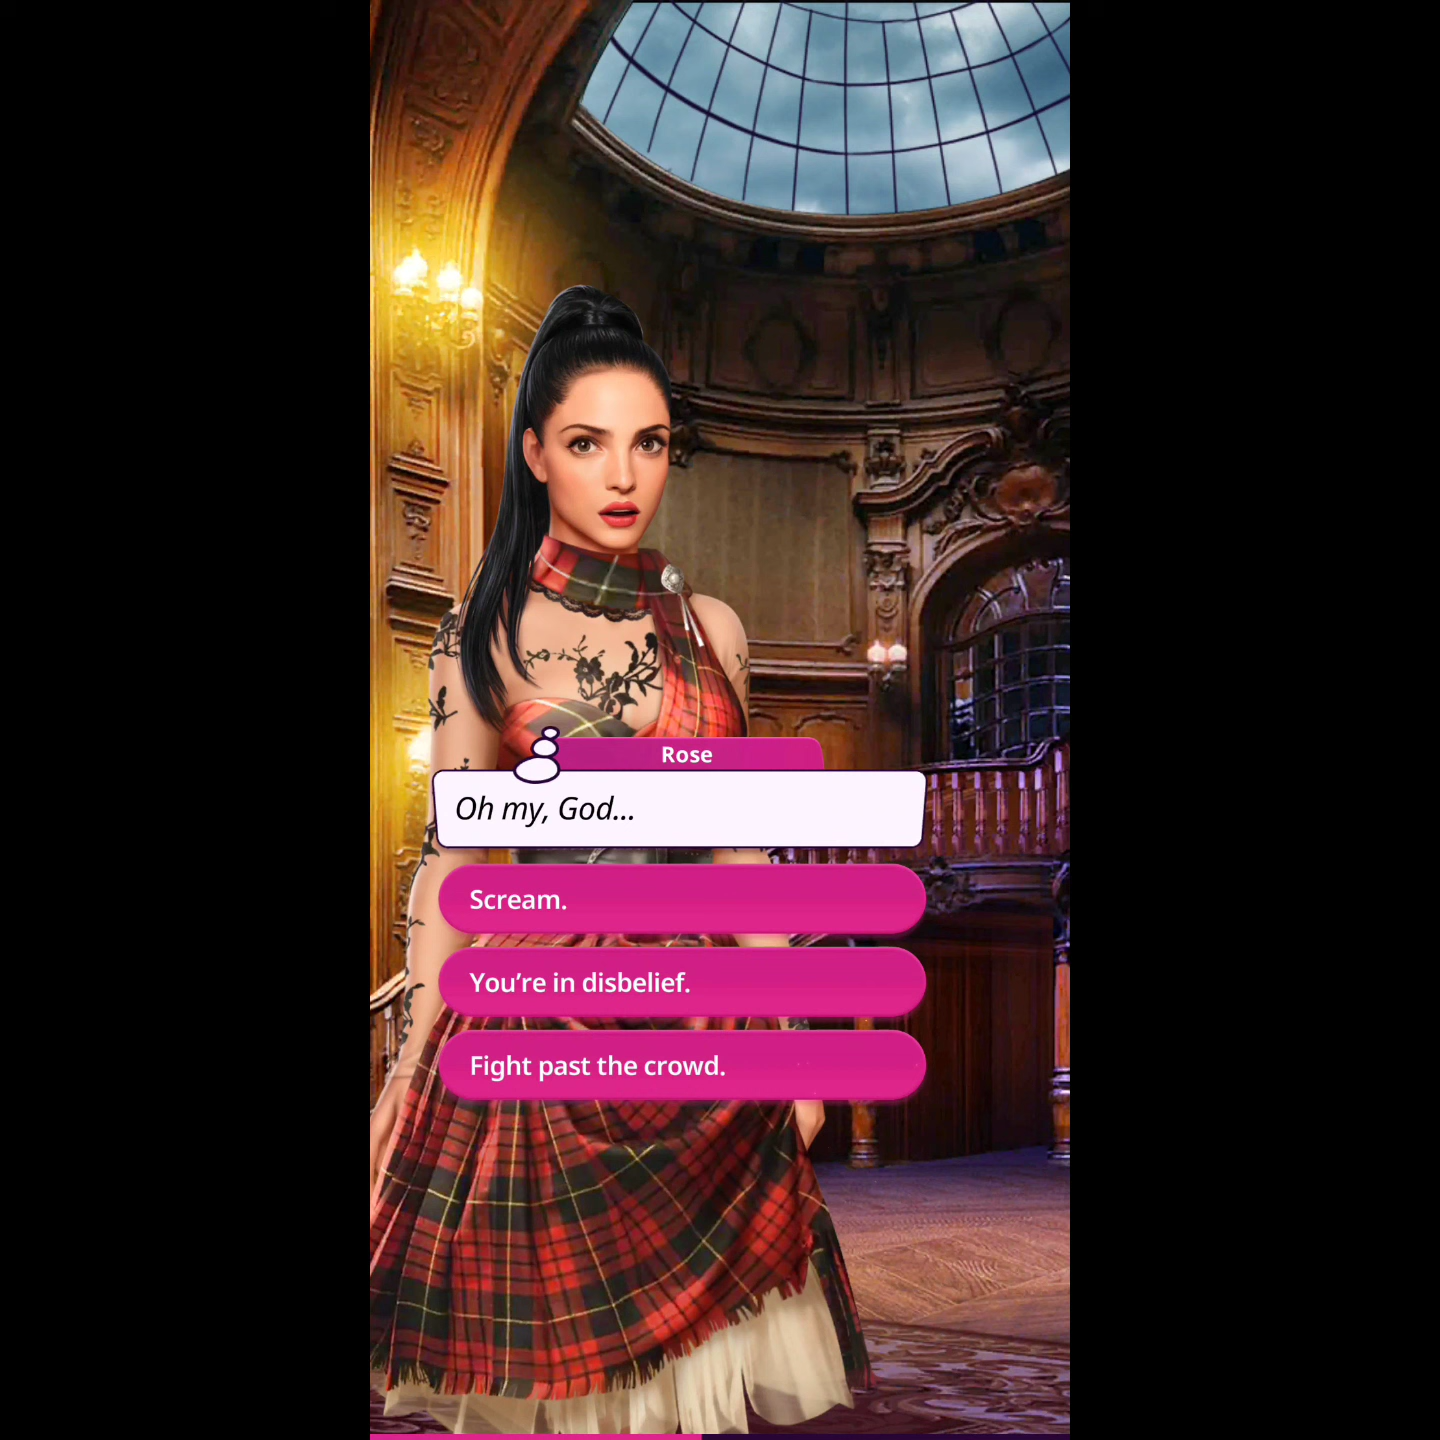 Rose
Oh my, God...
Scream.
You’re in disbelief.
Fight past the crowd.